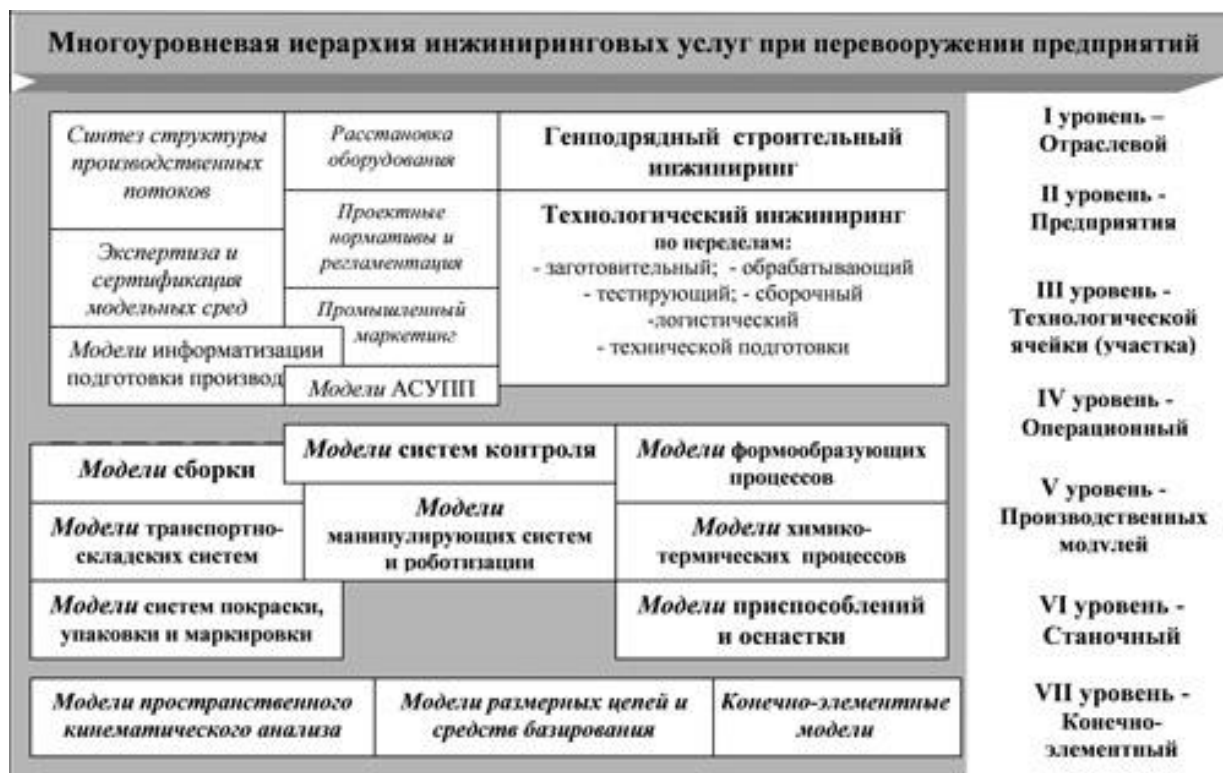 Многоуровневая иерархия инжиниринговых услуг при перевооружении предприятий
Синтез структуры
производственных
потоков
Расстановка
оборудования
Генподрядный строительный
инжиниринг
Экспертиза и
сертификация
модельных сред
Проектные
нормативы и
регламентация
Промышленный
маркетинг
Технологический инжиниринг
по переделам:
- заготовительный; - обрабатывающий
- тестирующий; - сборочный
-логистический
- технической подготовки
Модели информатизации
подготовки производ
Модели АСУПП
Модели сборки
Модели систем контроля
Модели формообразующих
процессов
Модели транспортно-
складских систем
Модели
манипулирующих систем
и роботизации
Модели химико-
термических процессов
Модели систем покраски,
упаковки и маркировки
Модели приспособлений
и оснастки
Модели пространственного
кинематического анализа
Модели размерных цепей и
средств базирования
Конечно-элементные
модели
I уровень –
Отраслевой
II уровень -
Предприятия
III уровень -
Технологической
ячейки (участка)
IV уровень -
Операционный
V уровень -
Производственных
модулей
VI уровень -
Станочный
VII уровень -
Конечно-
элементный